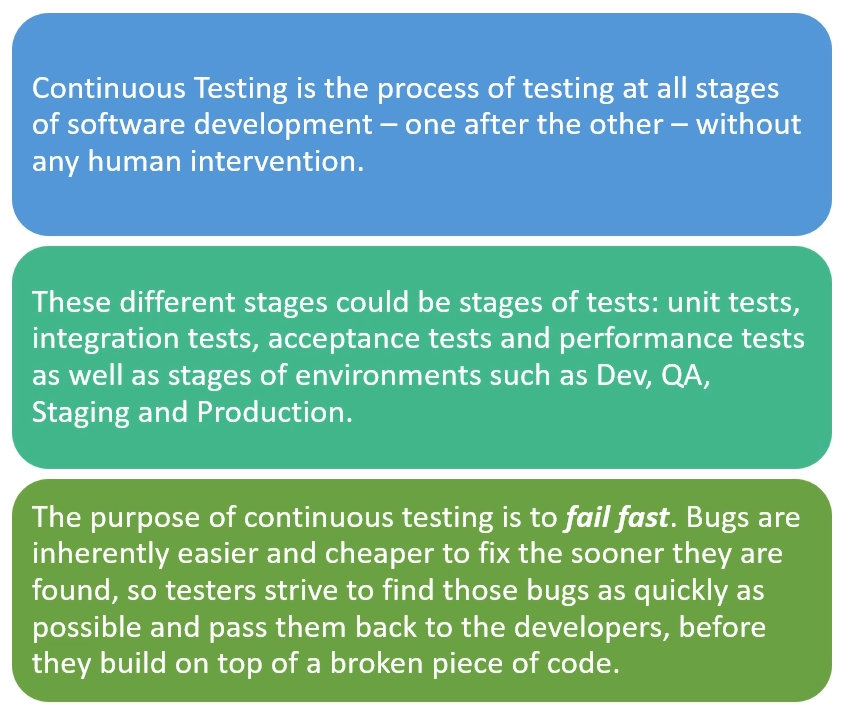 Continuous Testing is the process of testing at all stages
of software development – one after the other – without
any human intervention.
These different stages could be stages of tests: unit tests,
integration tests, acceptance tests and performance tests
as well as stages of environments such as Dev, QA,
Staging and Production.
The purpose of continuous testing is to fail fast. Bugs are
inherently easier and cheaper to fix the sooner they are
found, so testers strive to find those bugs as quickly as
possible and pass them back to the developers, before
they build on top of a broken piece of code.